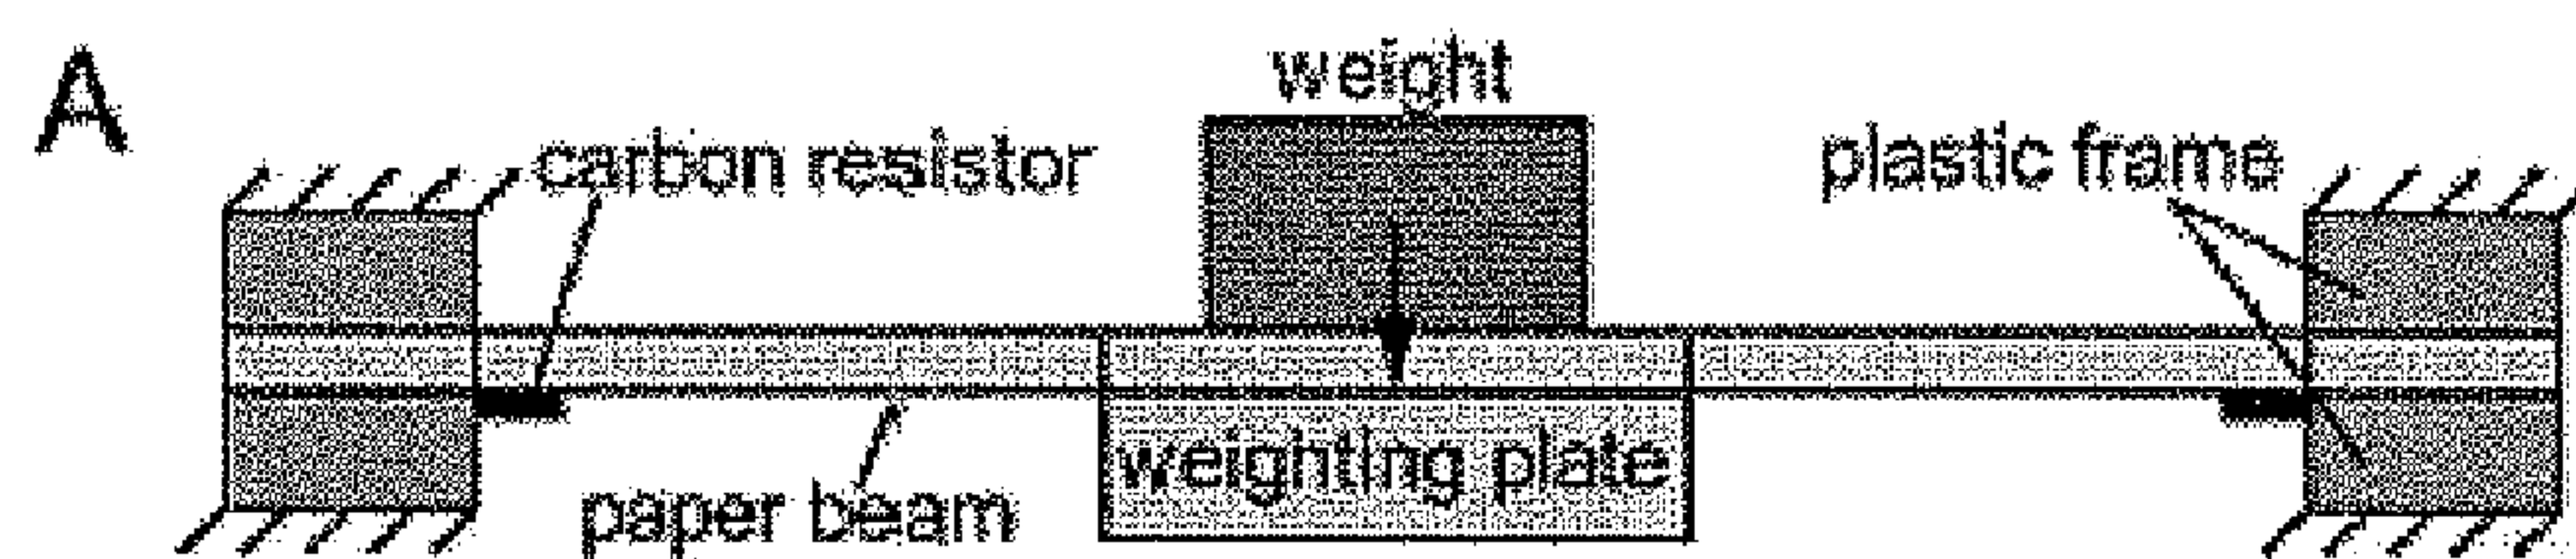 A
weight
carbon resistor
plastic frame
weighting plate
paper beam